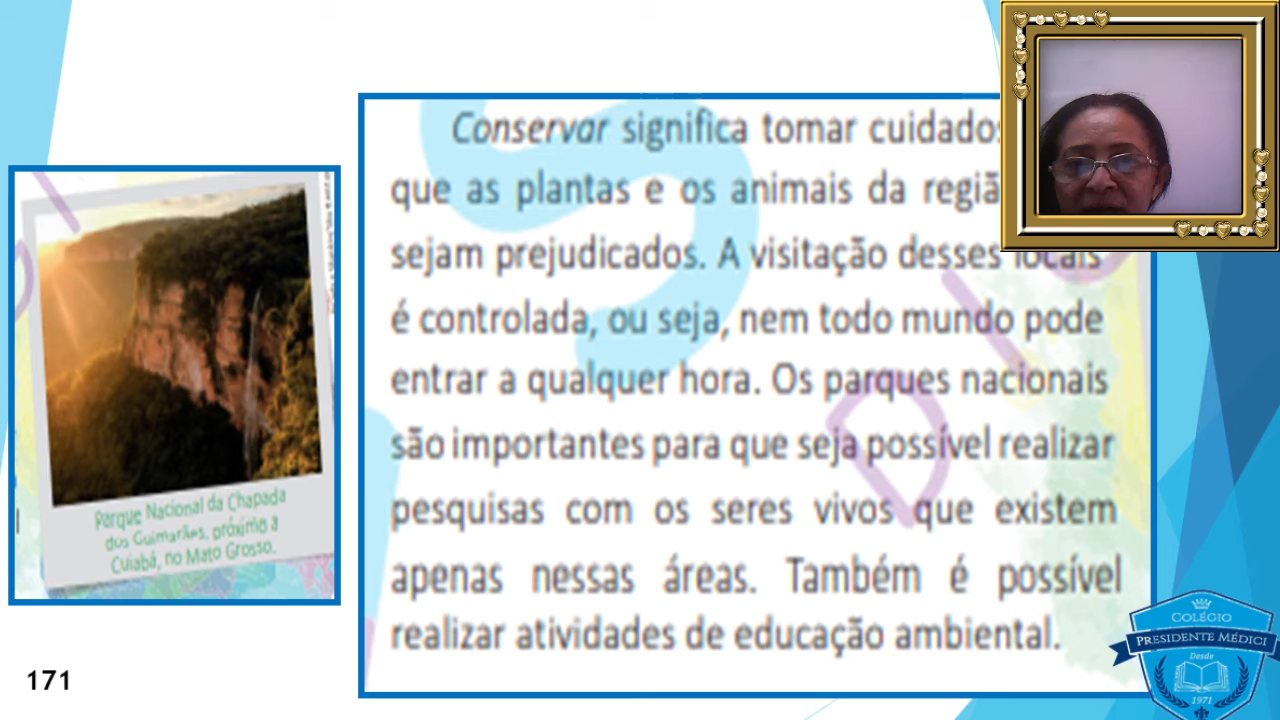 Conservar significa tomar cuidados
que as plantas e os animais da regiã
sejam prejudicados. A visitação desses locais
é controlada, ou seja, nem todo mundo pode
entrar a qualquer hora. Os parques nacionais
são importantes para que seja possível realizar
pesquisas com os seres vivos que existem
apenas nessas áreas. Também é possível
realizar atividades de educação ambiental.
Parque Nacional da Chapada
dos Guimarães, próximo a
Cuiabá, no Mato Grosso.
171
COLÉGIO
PRESIDENTE MÉDICI
Desde
1971